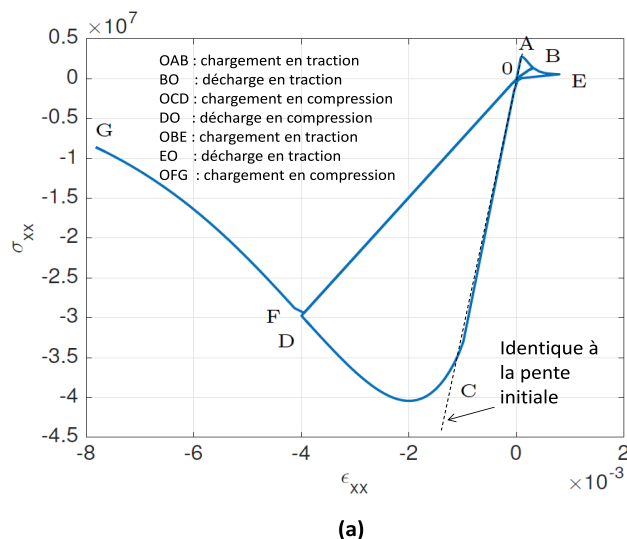 ×10⁷
0.5
0
-0.5
-1
-1.5
-2
-2.5
-3
-3.5
-4
-4.5
σxx
OAB : chargement en traction
BO : décharge en traction
OCD : chargement en compression
DO : décharge en compression
OBE : chargement en traction
EO : décharge en traction
OFG : chargement en compression
A
B
0
E
G
F
D
C
Identique à
la pente
initiale
-8
-6
-4
-2
0
2
×10⁻³
ϵxx
(a)